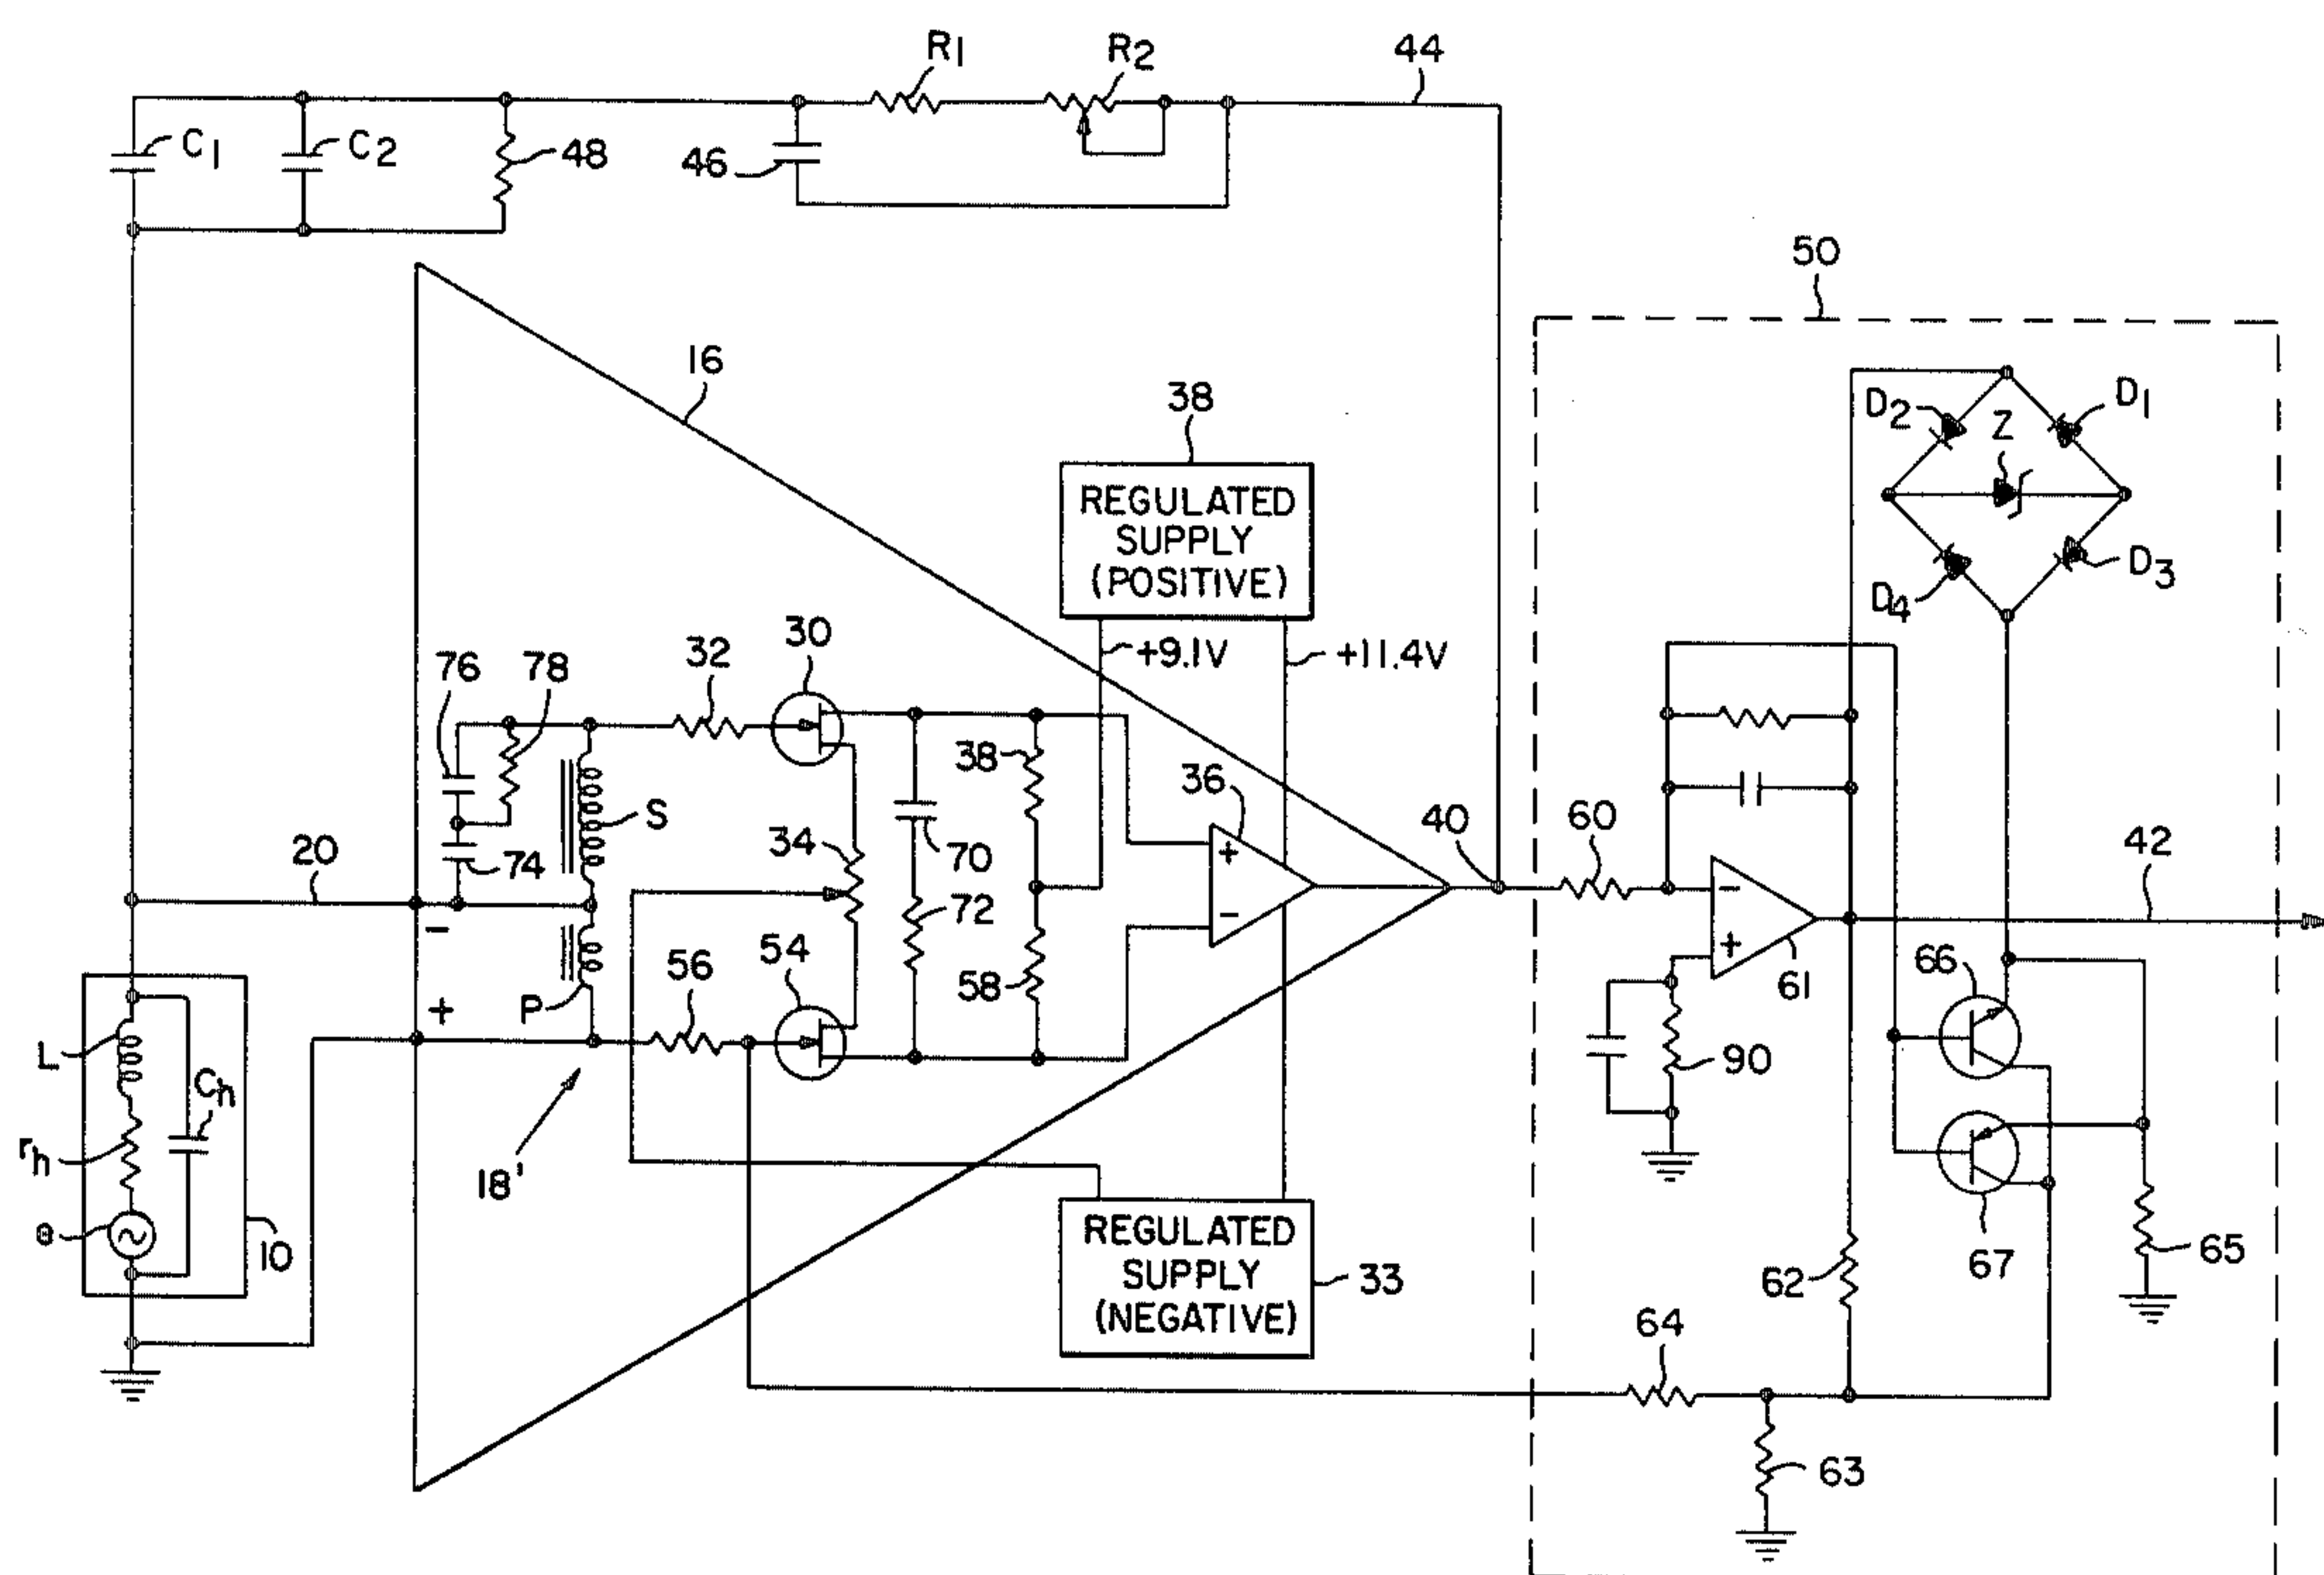 R1
R2
44
C1
C2
48
46
50
16
38
D2
Z
D1
REGULATED
SUPPLY
(POSITIVE)
D4
D3
+9.1V
+11.4V
76
78
32
30
38
36
S
34
70
40
60
42
20
74
72
+
-
-
+
-
+
56
54
58
P
66
61
L
Ch
90
rh
18'
e
10
REGULATED
SUPPLY
(NEGATIVE)
33
62
67
65
64
63